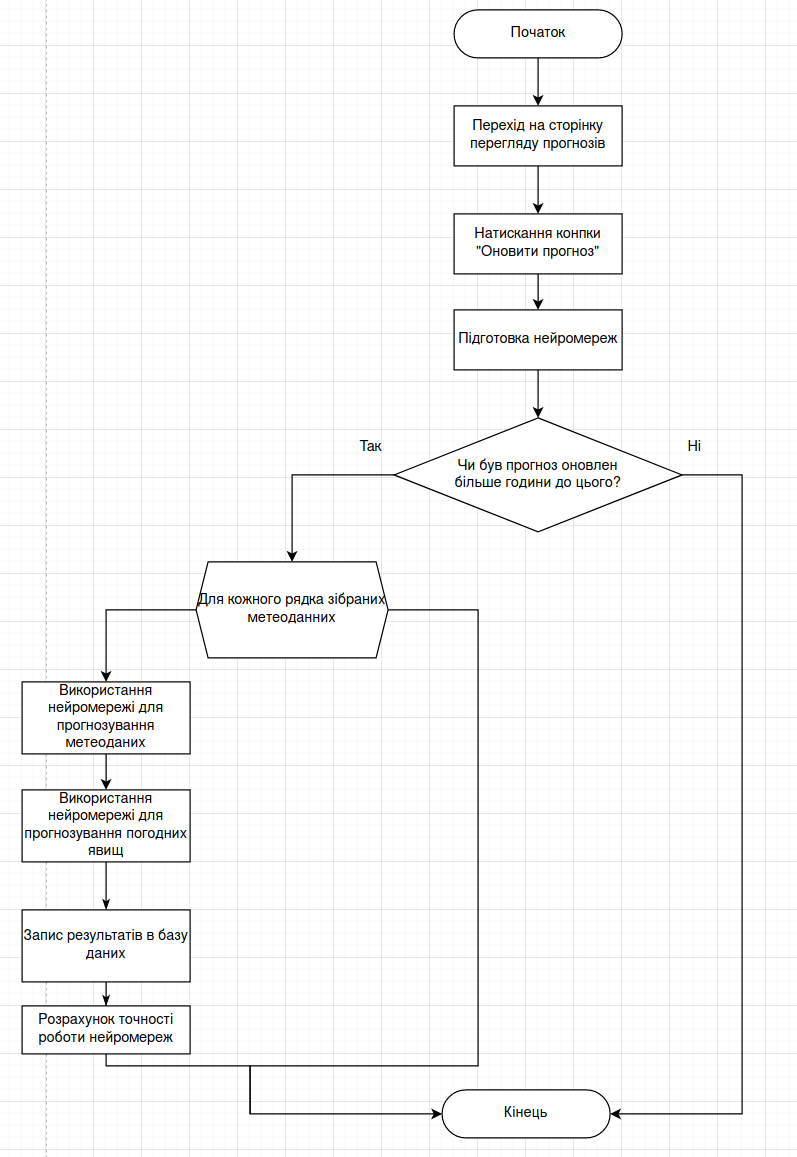 Початок
Перехід на сторінку
перегляду прогнозів
Натискання конпки
"Оновити прогноз"
Підготовка нейромереж
Так
Ні
Чи був прогноз оновлен
більше години до цього?
Для кожного рядка зібраних
метеоданних
Використання
нейромережі для
прогнозування
метеоданих
Використання
нейромережі для
прогнозування погодних
явищ
Запис результатів в базу
даних
Розрахунок точності
роботи нейромереж
Кінець